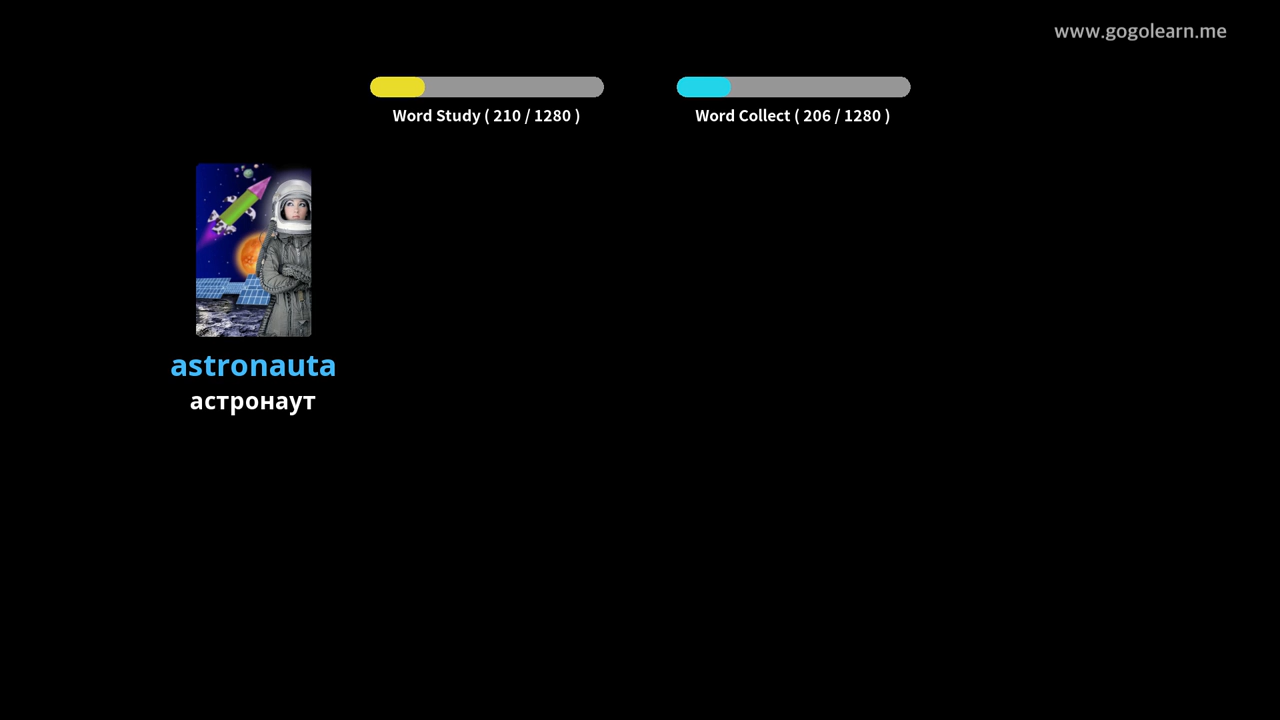 www.gogolearn.me
Word Study ( 210 / 1280 )
Word Collect ( 206 / 1280 )
astronauta
астронаут